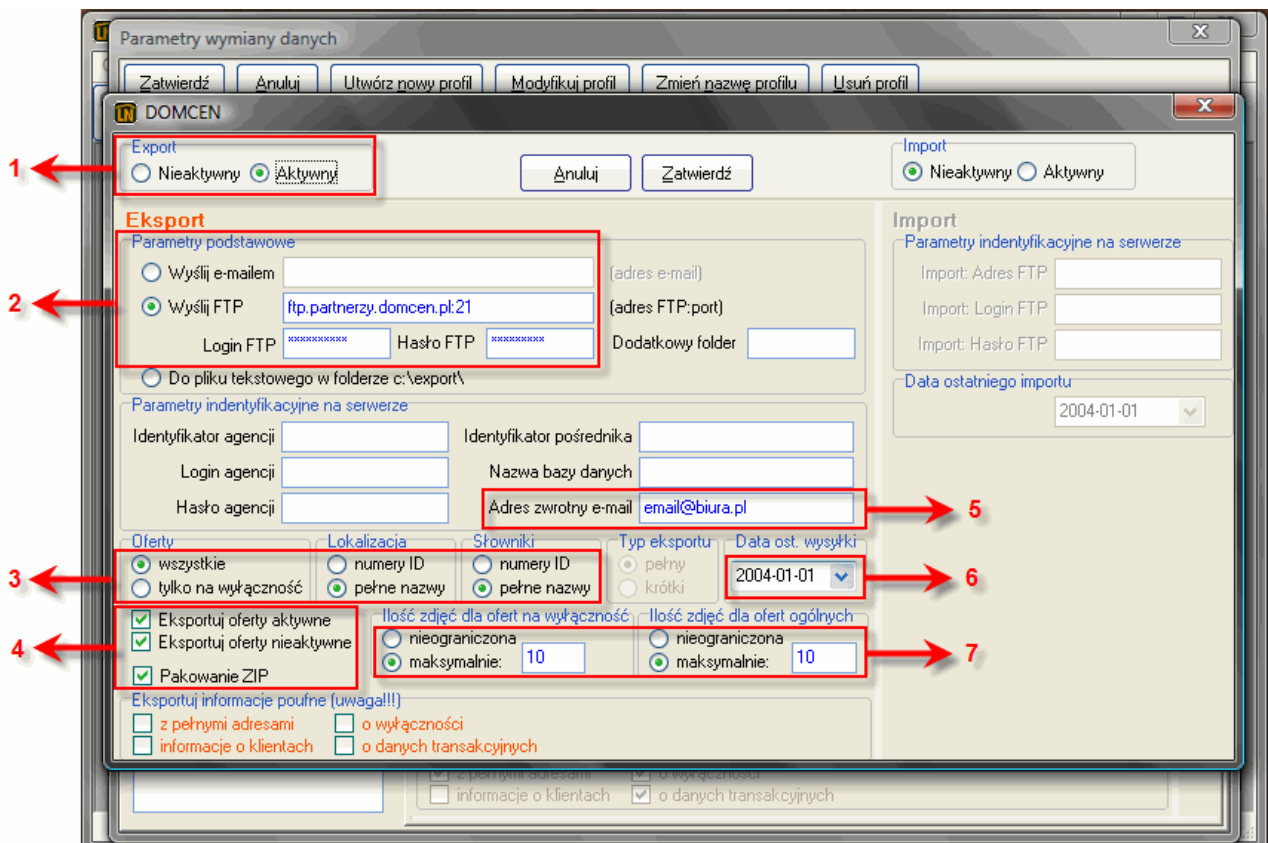 Parametry wymiany danych
Zatwierdź Anuluj Utwórz nowy profil Modyfikuj profil Zmień nazwę profilu Usuń profil
DOMCEN
Export
Nieaktywny Aktywny
Anuluj Zatwierdź
Import
Nieaktywny Aktywny
1
Eksport
Parametry podstawowe
Wyślij e-mailem (adres e-mail)
Wyślij FTP ftp.partnerzy.domcen.pl:21 (adres FTP:port)
Login FTP ********** Hasło FTP ********* Dodatkowy folder
Do pliku tekstowego w folderze c:\export\
2
Import
Parametry indentyfikacyjne na serwerze
Import: Adres FTP
Import: Login FTP
Import: Hasło FTP
Data ostatniego importu
2004-01-01
Parametry indentyfikacyjne na serwerze
Identyfikator agencji Identyfikator pośrednika
Login agencji Nazwa bazy danych
Hasło agencji Adres zwrotny e-mail email@biura.pl
5
Oferty
wszystkie
tylko na wyłączność
Lokalizacja
numery ID
pełne nazwy
Słowniki
numery ID
pełne nazwy
3
Typ eksportu
pełny
krótki
Data ost. wysyłki
2004-01-01
6
Eksportuj oferty aktywne
Eksportuj oferty nieaktywne
Pakowanie ZIP
4
Ilość zdjęć dla ofert na wyłączność
nieograniczona
maksymalnie: 10
Ilość zdjęć dla ofert ogólnych
nieograniczona
maksymalnie: 10
7
Eksportuj informacje poufne (uwaga!!!)
z pełnymi adresami o wyłączności
informacje o klientach o danych transakcyjnych
z pełnymi adresami o wyłączności
informacje o klientach o danych transakcyjnych